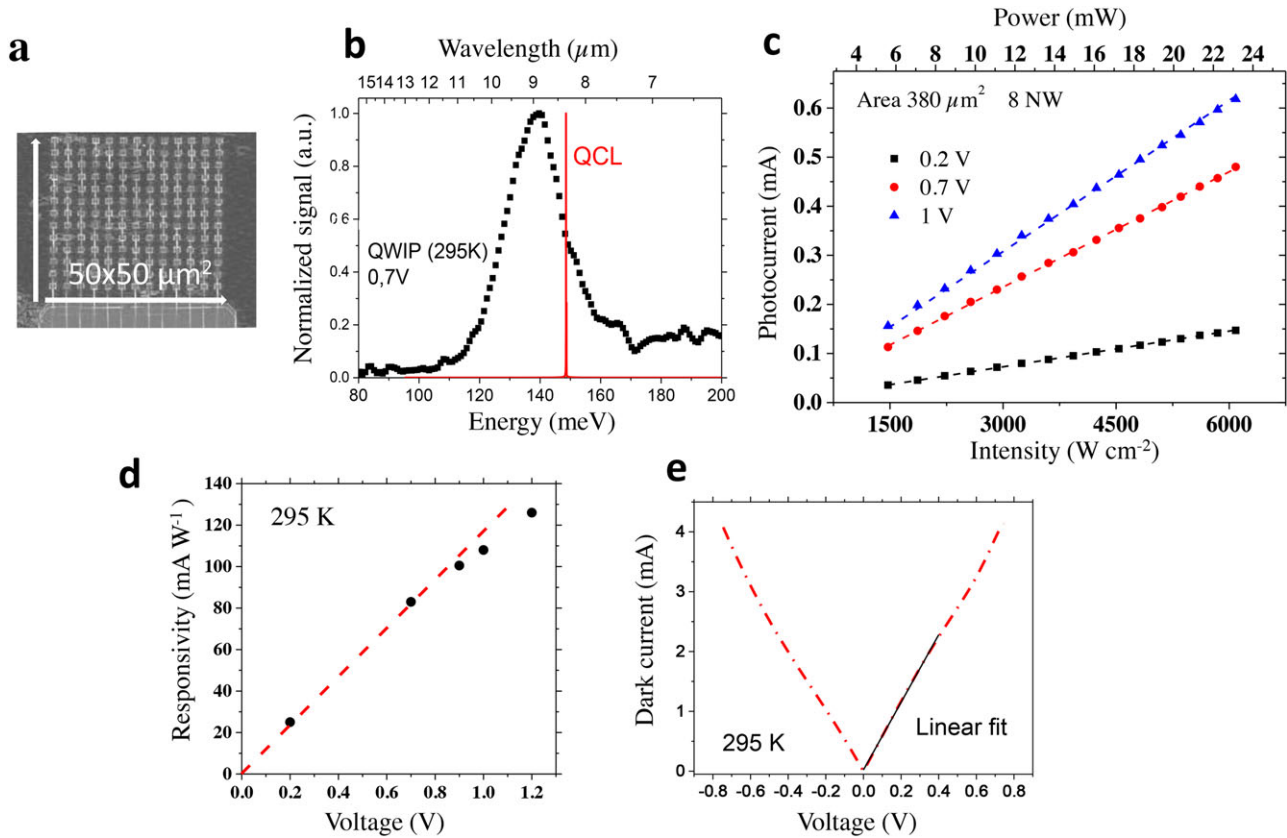 a
50x50 µm²
b
Wavelength (µm)
1514 13 12 11 10 9 8 7
Normalized signal (a.u.)
1.0
0.8
0.6
0.4
0.2
0.0
QCL
QWIP (295K)
0,7V
80 100 120 140 160 180 200
Energy (meV)
c
Power (mW)
4 6 8 10 12 14 16 18 20 22 24
Photocurrent (mA)
0.6
0.5
0.4
0.3
0.2
0.1
0.0
Area 380 µm² 8 NW
0.2 V
0.7 V
1 V
1500 3000 4500 6000
Intensity (W cm⁻²)
d
Responsivity (mA W⁻¹)
140
120
100
80
60
40
20
0
295 K
0.0 0.2 0.4 0.6 0.8 1.0 1.2
Voltage (V)
e
Dark current (mA)
4
3
2
1
0
295 K
Linear fit
-0.8 -0.6 -0.4 -0.2 0.0 0.2 0.4 0.6 0.8
Voltage (V)